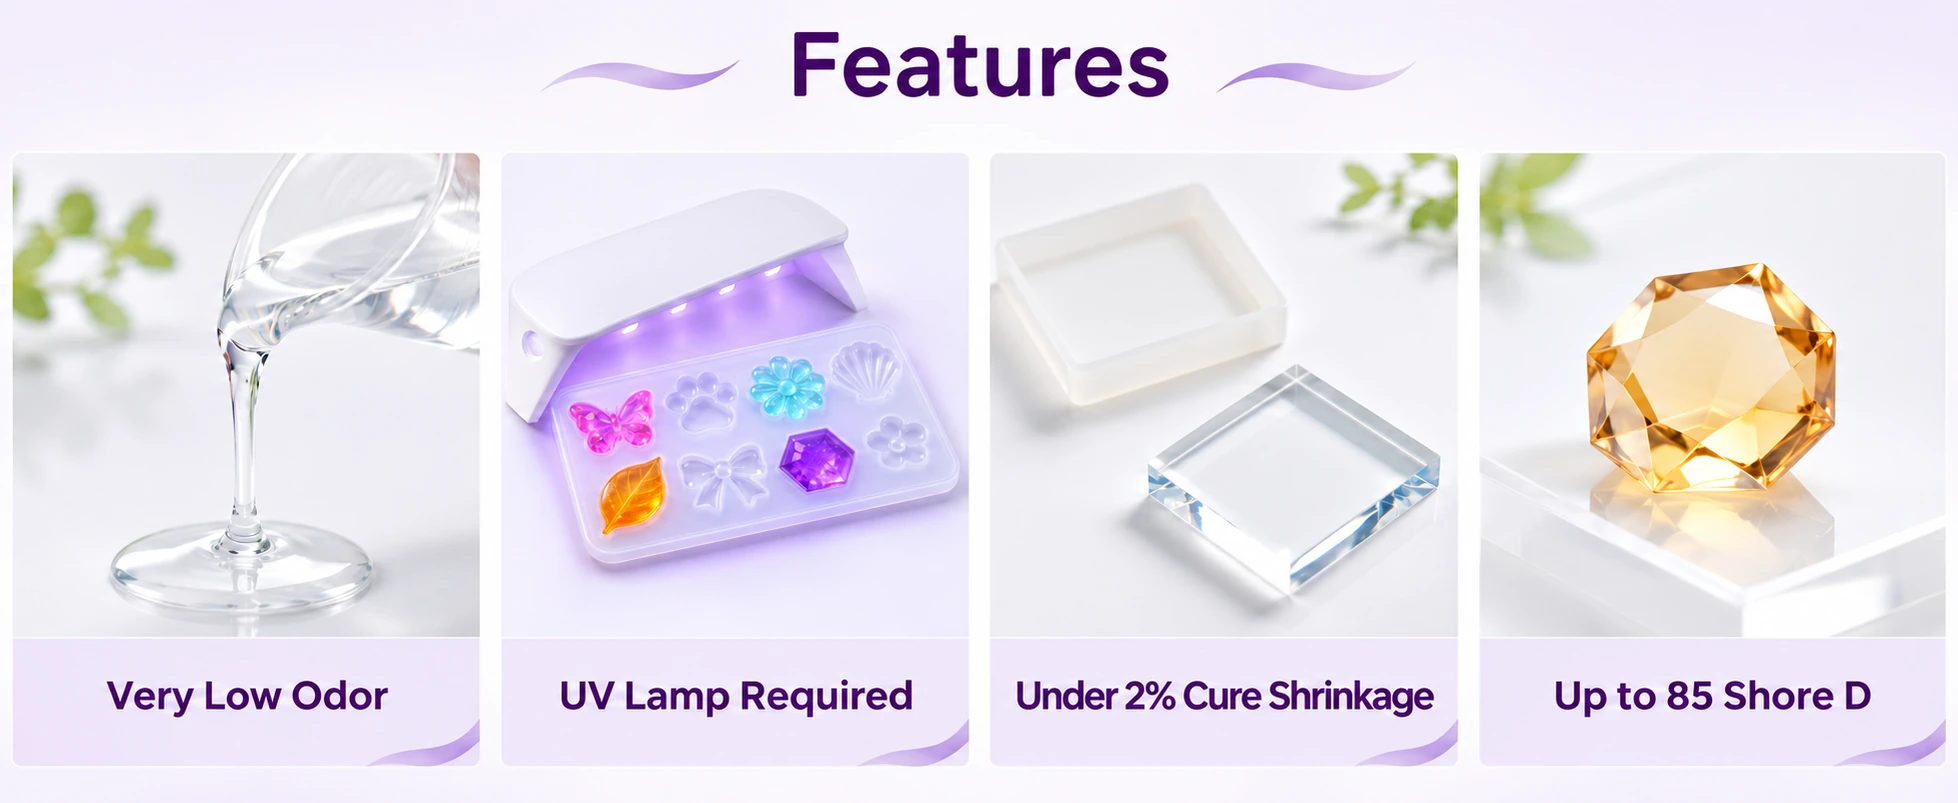 Features
Very Low Odor
UV Lamp Required
Under 2% Cure Shrinkage
Up to 85 Shore D